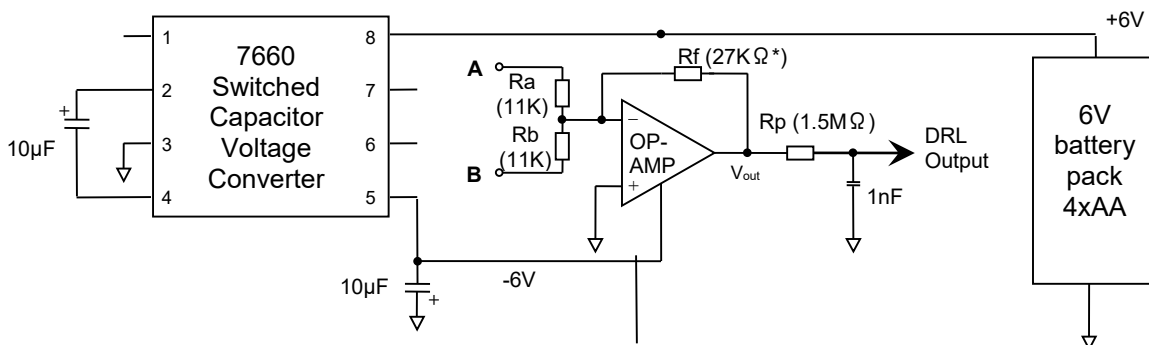 1
2
3
4
7660
Switched
Capacitor
Voltage
Converter
8
7
6
5
+
10µF
10µF
+
-6V
A
Ra
(11K)
Rb
(11K)
B
Rf (27KΩ*)
−
OP-
AMP
+
Vout
Rp (1.5MΩ)
1nF
DRL
Output
+6V
6V
battery
pack
4xAA